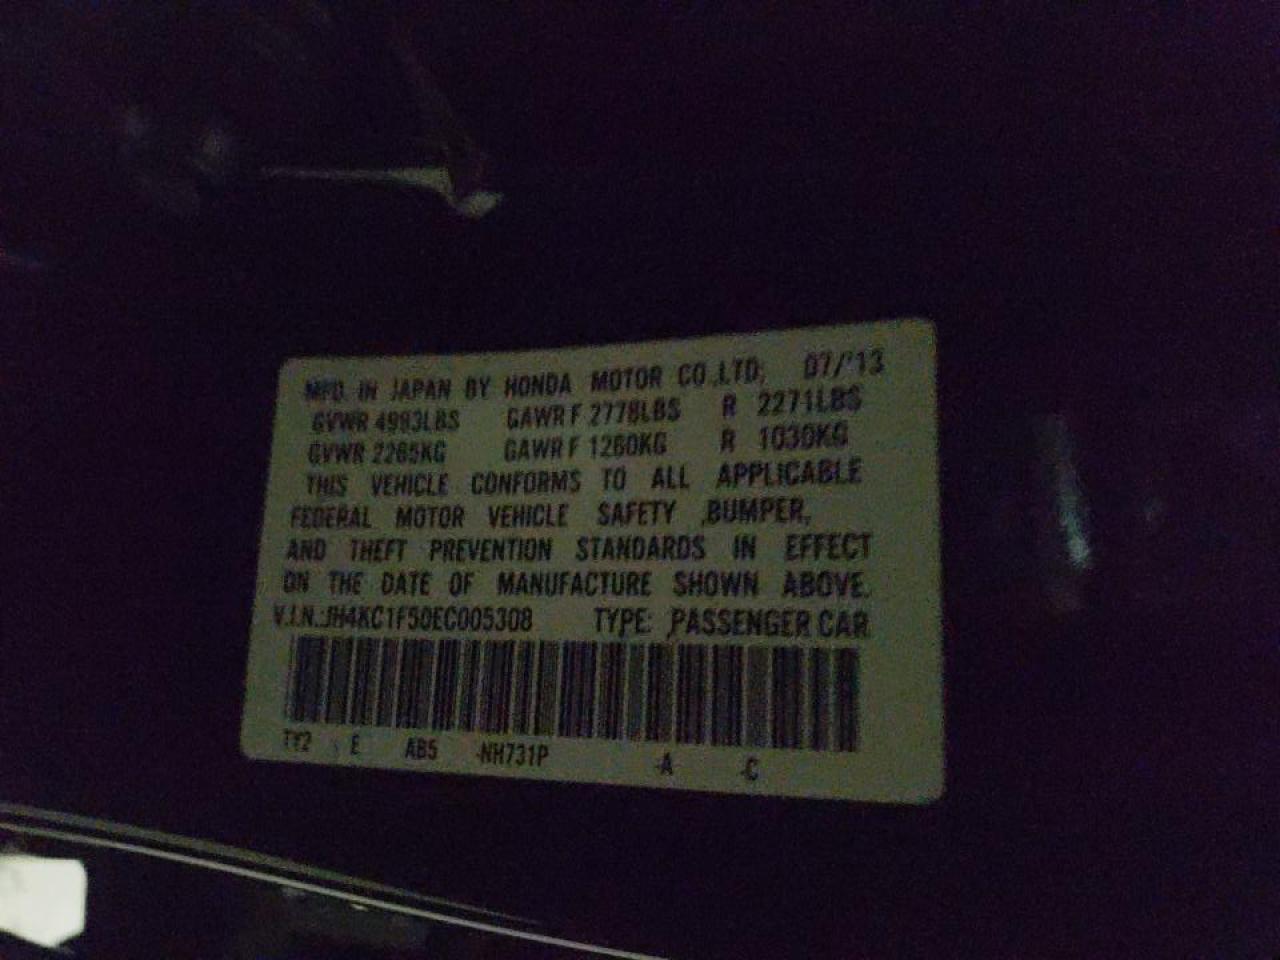 MFD. IN JAPAN BY HONDA MOTOR CO.,LTD; 07/'13
GVWR 4993LBS GAWR F 2778LBS R 2271LBS
GVWR 2265KG GAWR F 1260KG R 1030KG
THIS VEHICLE CONFORMS TO ALL APPLICABLE
FEDERAL MOTOR VEHICLE SAFETY ,BUMPER,
AND THEFT PREVENTION STANDARDS IN EFFECT
ON THE DATE OF MANUFACTURE SHOWN ABOVE.
V.I.N.:JH4KC1F50EC005308 TYPE: PASSENGER CAR
TY2 E AB5 -NH731P -A -C